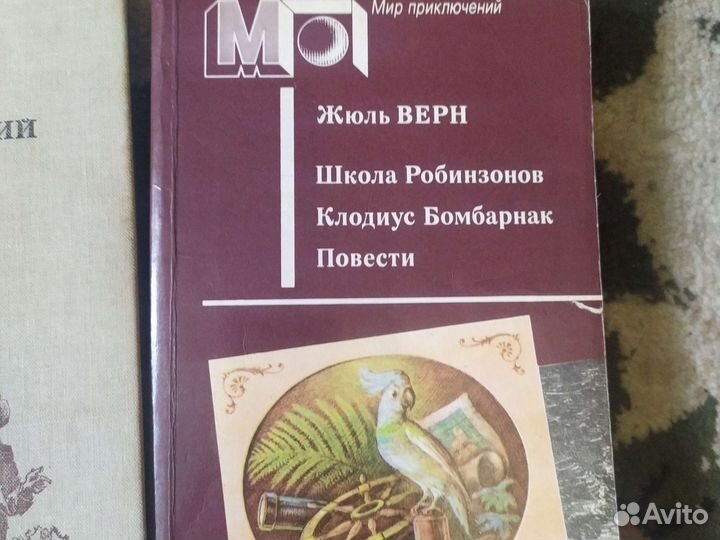 Мир приключений
МП
Жюль ВЕРН
Школа Робинзонов
Клодиус Бомбарнак
Повести
ИЙ
Avito